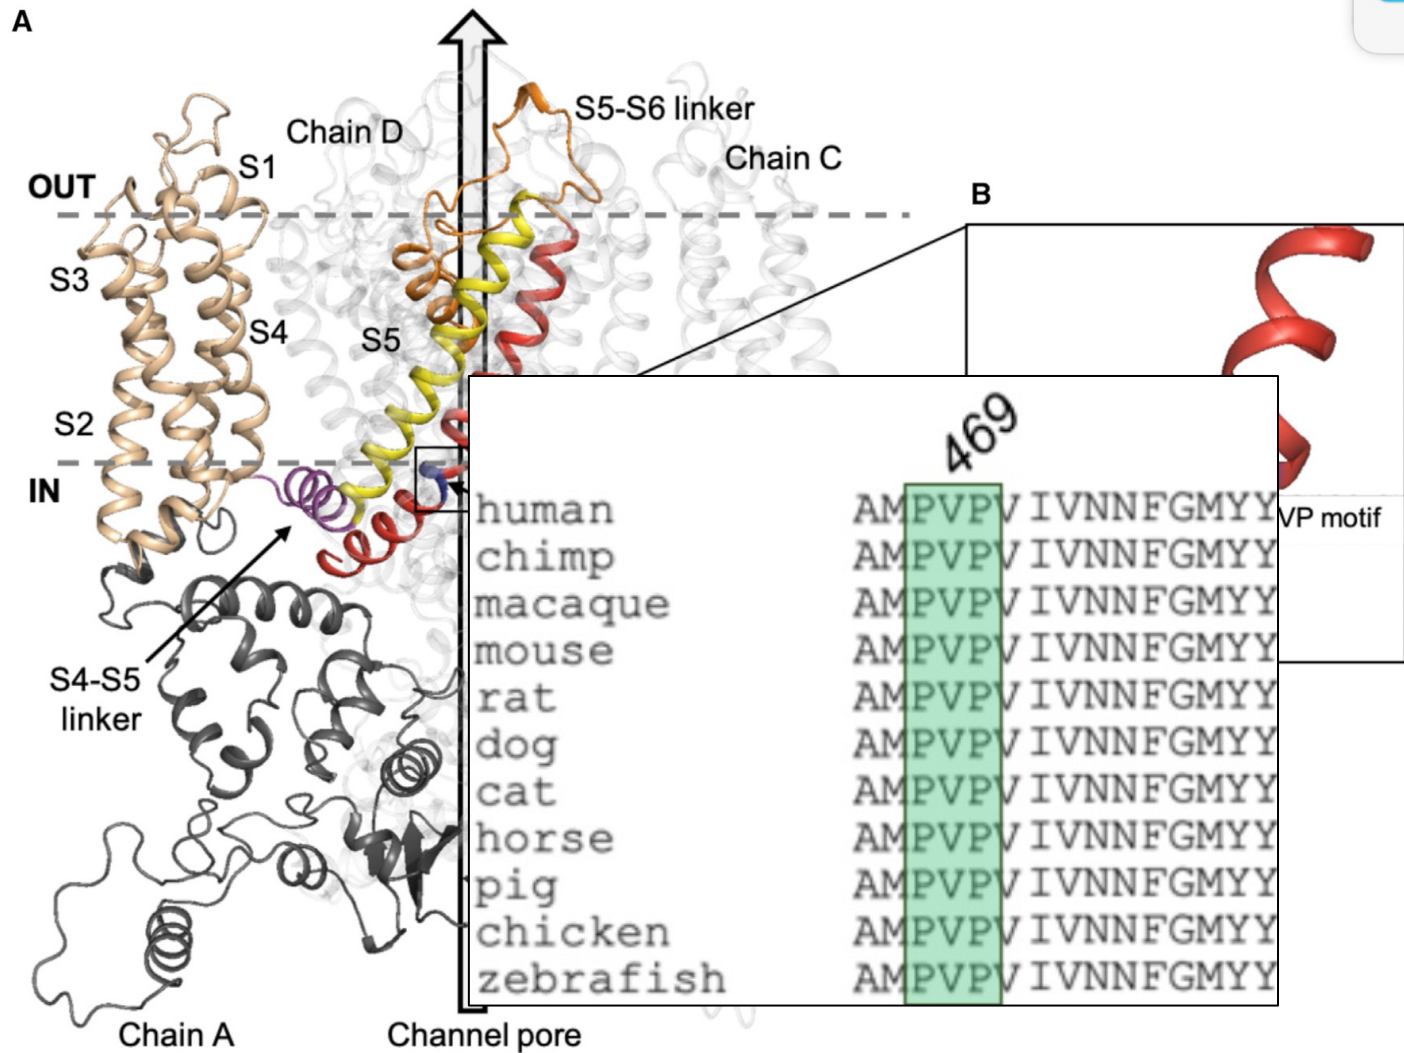 A
S5-S6 linker
Chain D
Chain C
S1
OUT
B
S3
S4
S5
S2
IN
469
human AMPVPVIVNNFGMYY
VP motif
chimp AMPVPVIVNNFGMYY
macaque AMPVPVIVNNFGMYY
mouse AMPVPVIVNNFGMYY
rat AMPVPVIVNNFGMYY
S4-S5
linker
dog AMPVPVIVNNFGMYY
cat AMPVPVIVNNFGMYY
horse AMPVPVIVNNFGMYY
pig AMPVPVIVNNFGMYY
chicken AMPVPVIVNNFGMYY
zebrafish AMPVPVIVNNFGMYY
Chain A
Channel pore